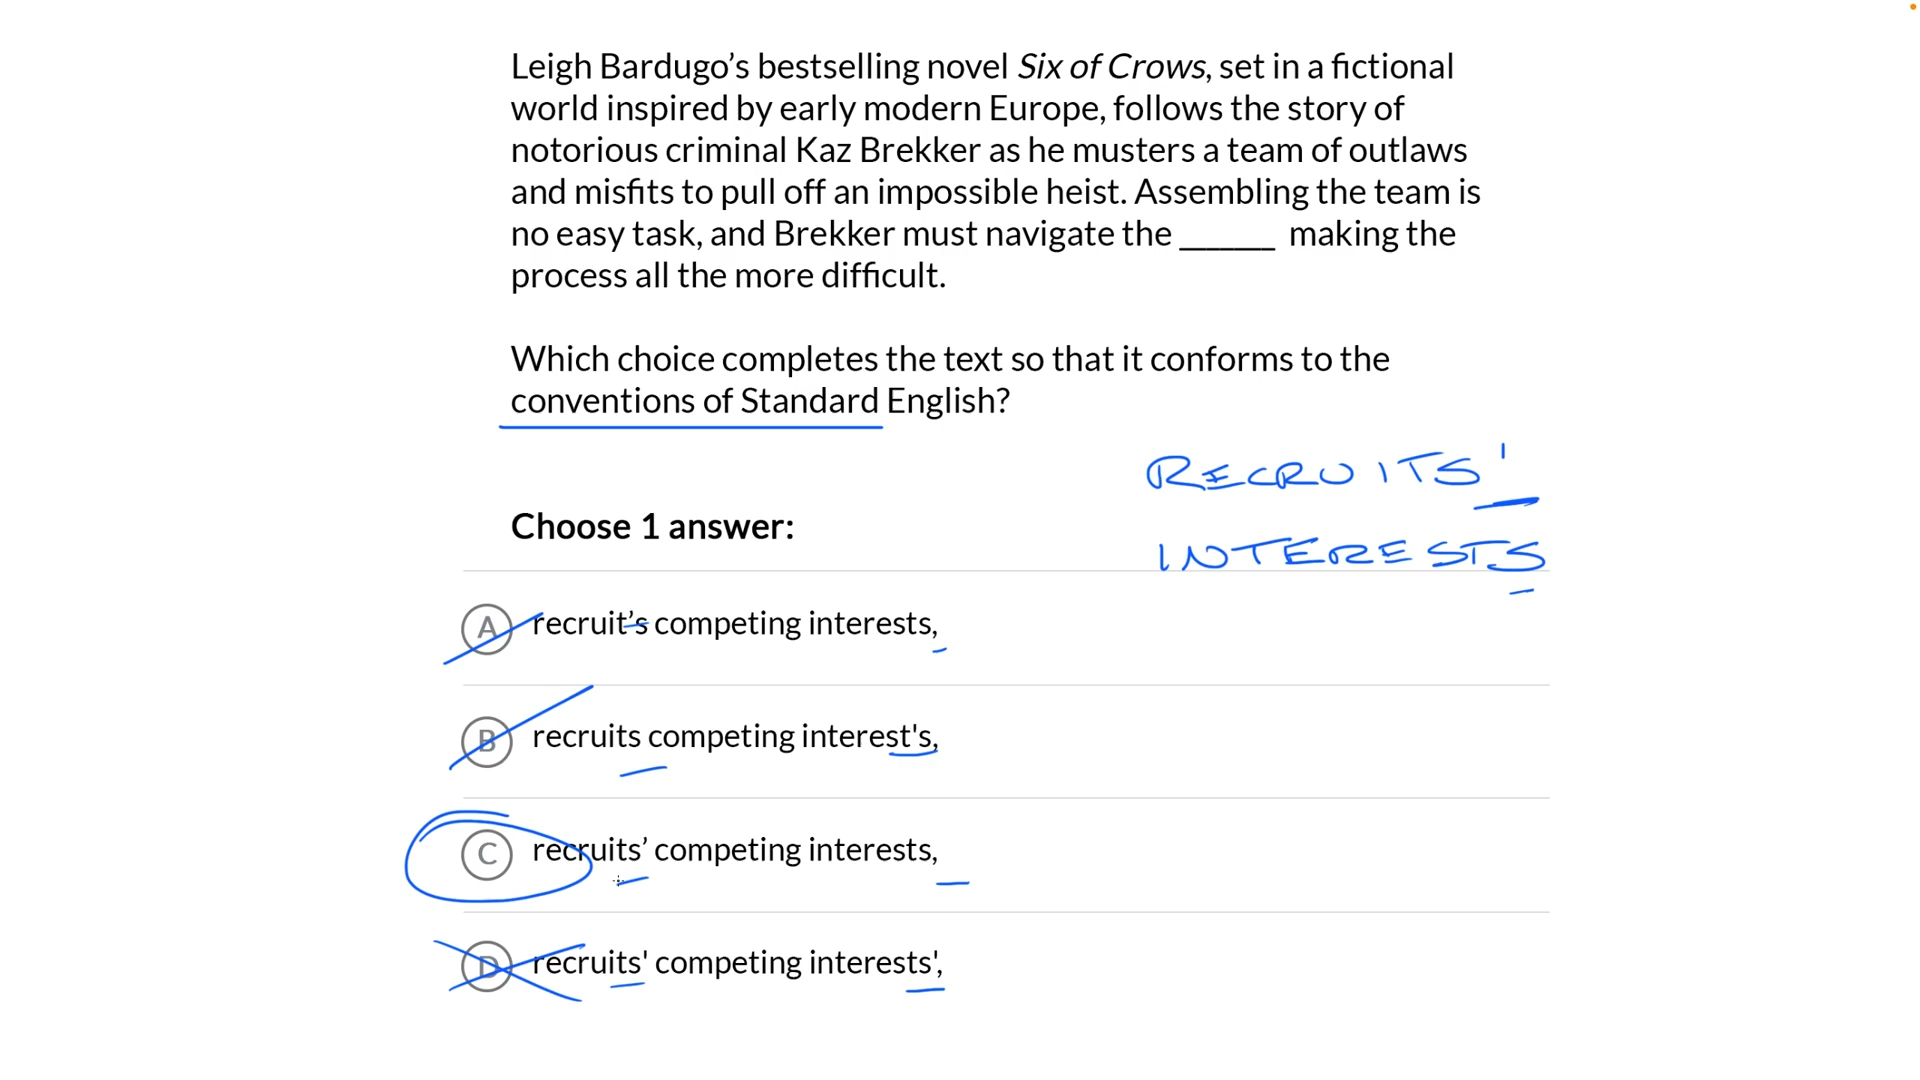 Leigh Bardugo’s bestselling novel Six of Crows, set in a fictional
world inspired by early modern Europe, follows the story of
notorious criminal Kaz Brekker as he musters a team of outlaws
and misfits to pull off an impossible heist. Assembling the team is
no easy task, and Brekker must navigate the ______ making the
process all the more difficult.
Which choice completes the text so that it conforms to the
conventions of Standard English?
RECRUITS'
INTERESTS
Choose 1 answer:
A recruit’s competing interests,
B recruits competing interest's,
C recruits’ competing interests,
D recruits' competing interests',